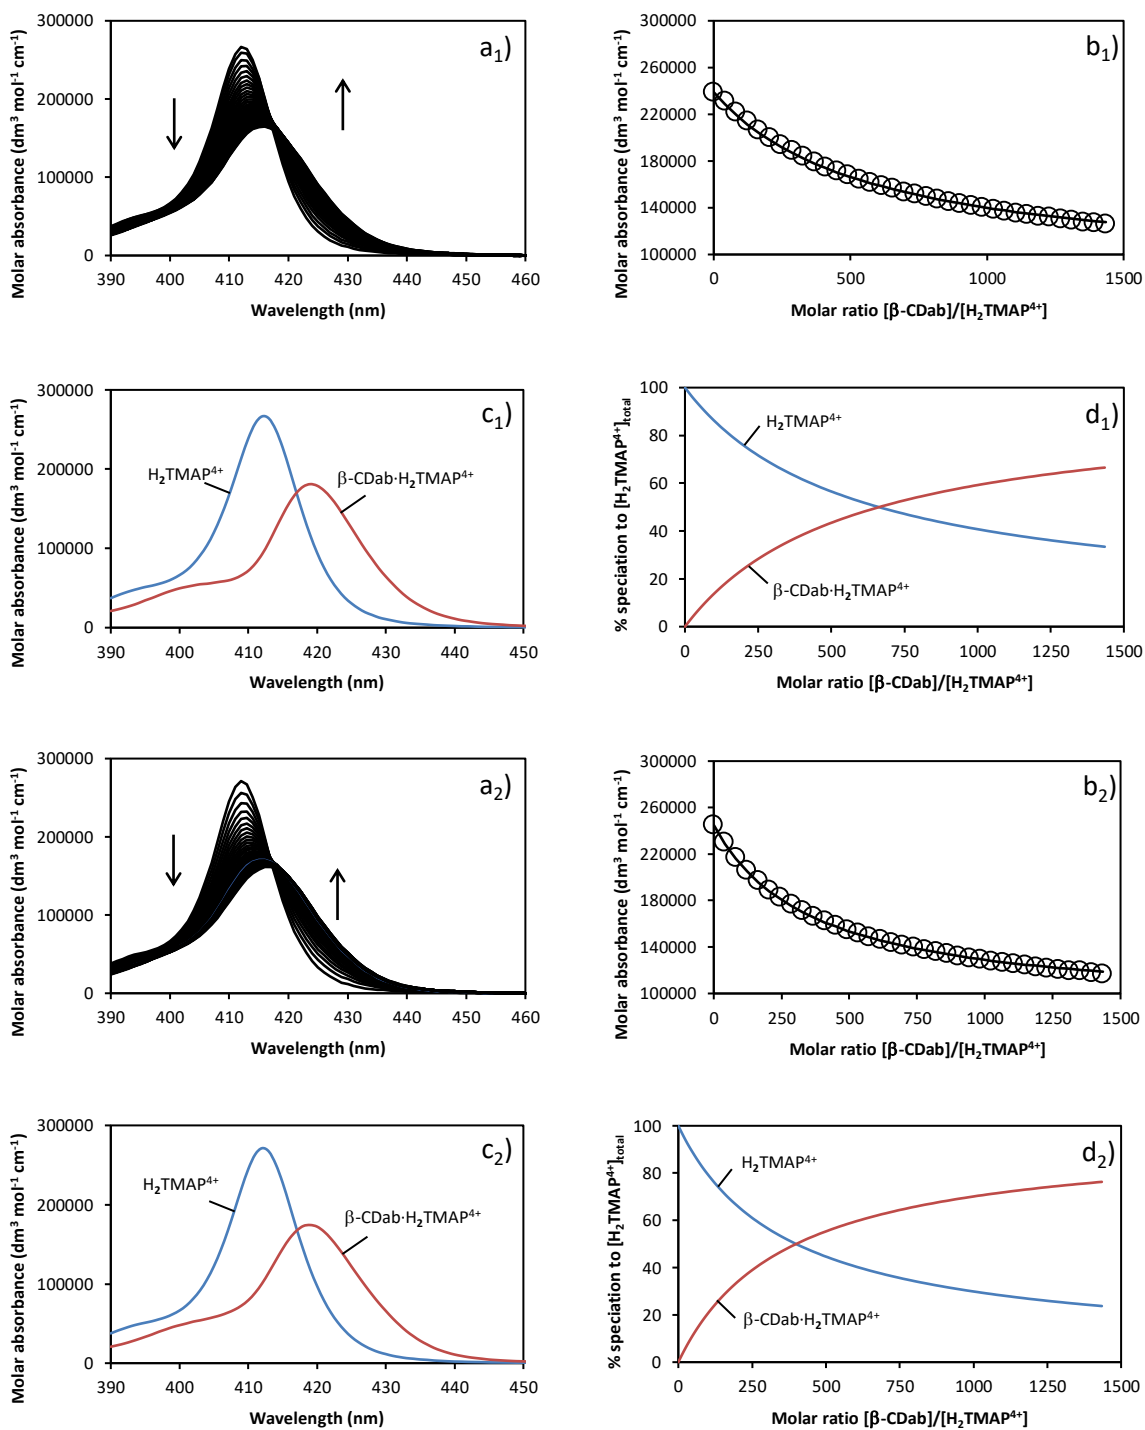 a₁)
Molar absorbance (dm³ mol⁻¹ cm⁻¹)
300000
200000
100000
0
390 400 410 420 430 440 450 460
Wavelength (nm)
b₁)
Molar absorbance (dm³ mol⁻¹ cm⁻¹)
300000
260000
220000
180000
140000
100000
0 500 1000 1500
Molar ratio [β-CDab]/[H₂TMAP⁴⁺]
c₁)
Molar absorbance (dm³ mol⁻¹ cm⁻¹)
300000
200000
100000
0
H₂TMAP⁴⁺
β-CDab·H₂TMAP⁴⁺
390 400 410 420 430 440 450
Wavelength (nm)
d₁)
% speciation to [H₂TMAP⁴⁺]total
100
80
60
40
20
0
H₂TMAP⁴⁺
β-CDab·H₂TMAP⁴⁺
0 250 500 750 1000 1250 1500
Molar ratio [β-CDab]/[H₂TMAP⁴⁺]
a₂)
Molar absorbance (dm³ mol⁻¹ cm⁻¹)
300000
200000
100000
0
390 400 410 420 430 440 450 460
Wavelength (nm)
b₂)
Molar absorbance (dm³ mol⁻¹ cm⁻¹)
300000
260000
220000
180000
140000
100000
0 250 500 750 1000 1250 1500
Molar ratio [β-CDab]/[H₂TMAP⁴⁺]
c₂)
Molar absorbance (dm³ mol⁻¹ cm⁻¹)
300000
200000
100000
0
H₂TMAP⁴⁺
β-CDab·H₂TMAP⁴⁺
390 400 410 420 430 440 450
Wavelength (nm)
d₂)
% speciation to [H₂TMAP⁴⁺]total
100
80
60
40
20
0
H₂TMAP⁴⁺
β-CDab·H₂TMAP⁴⁺
0 250 500 750 1000 1250 1500
Molar ratio [β-CDab]/[H₂TMAP⁴⁺]